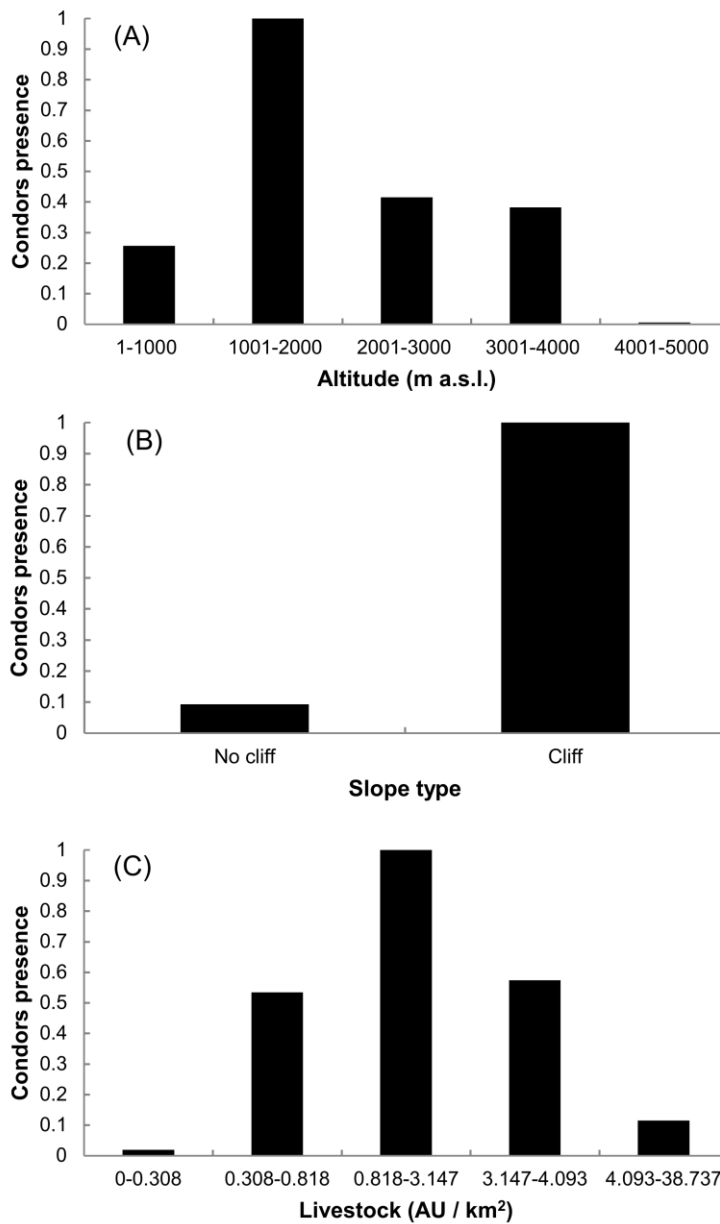 (A)
Condors presence
1
0.9
0.8
0.7
0.6
0.5
0.4
0.3
0.2
0.1
0
1-1000 1001-2000 2001-3000 3001-4000 4001-5000
Altitude (m a.s.l.)
(B)
Condors presence
1
0.9
0.8
0.7
0.6
0.5
0.4
0.3
0.2
0.1
0
No cliff Cliff
Slope type
(C)
Condors presence
1
0.9
0.8
0.7
0.6
0.5
0.4
0.3
0.2
0.1
0
0-0.308 0.308-0.818 0.818-3.147 3.147-4.093 4.093-38.737
Livestock (AU / km²)